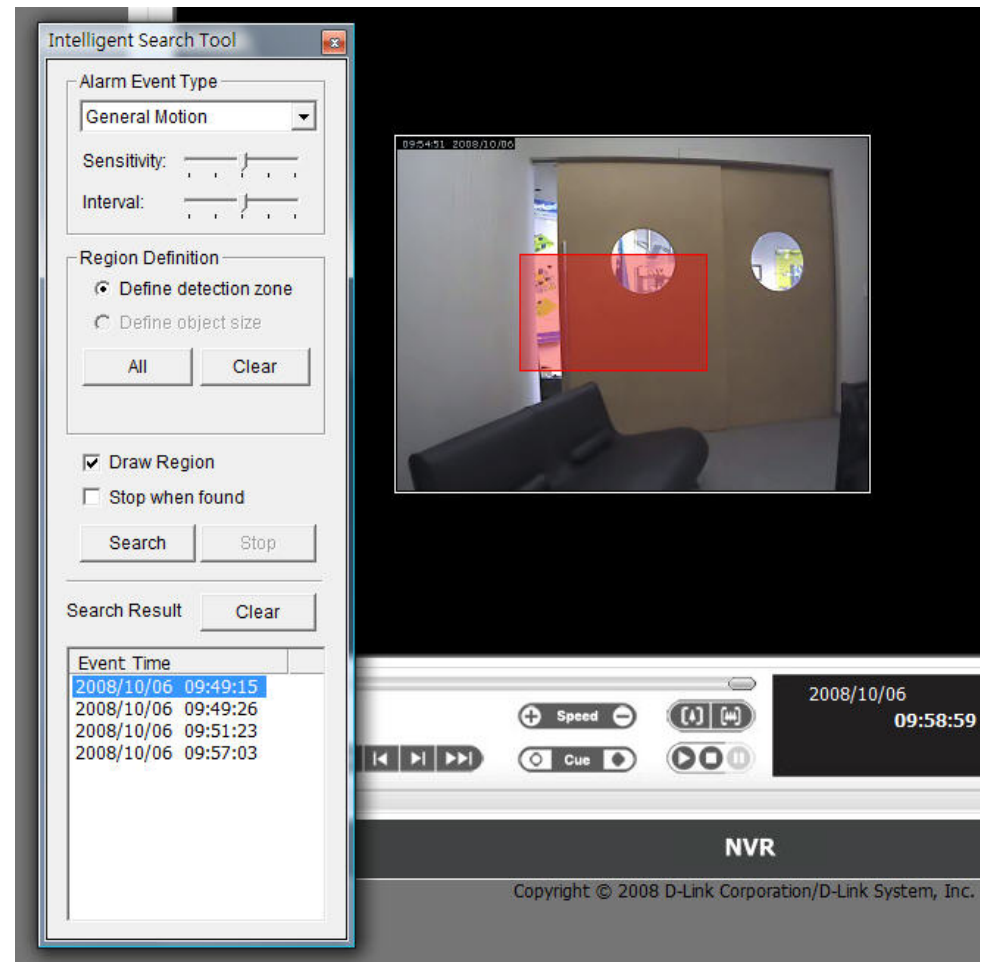 Intelligent Search Tool
Alarm Event Type
General Motion
Sensitivity:
Interval:
Region Definition
Define detection zone
Define object size
All Clear
Draw Region
Stop when found
Search Stop
Search Result Clear
Event Time
2008/10/06 09:49:15
2008/10/06 09:49:26
2008/10/06 09:51:23
2008/10/06 09:57:03
09:54:51 2008/10/06
Speed
Cue
2008/10/06
09:58:59
NVR
Copyright © 2008 D-Link Corporation/D-Link System, Inc.